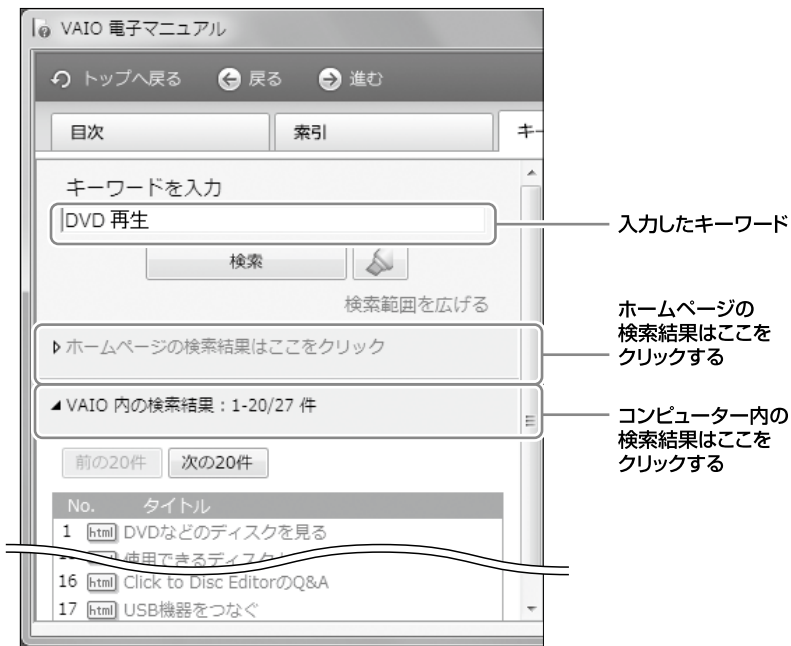 VAIO 電子マニュアル
トップへ戻る 戻る 進む
目次 索引 キー
キーワードを入力
DVD 再生
入力したキーワード
検索
検索範囲を広げる
ホームページの検索結果はここをクリック
ホームページの
検索結果はここを
クリックする
VAIO 内の検索結果:1-20/27 件
コンピューター内の
検索結果はここを
クリックする
前の20件 次の20件
No. タイトル
1 html DVDなどのディスクを見る
使用できるディスク
16 html Click to Disc EditorのQ&A
17 html USB機器をつなぐ